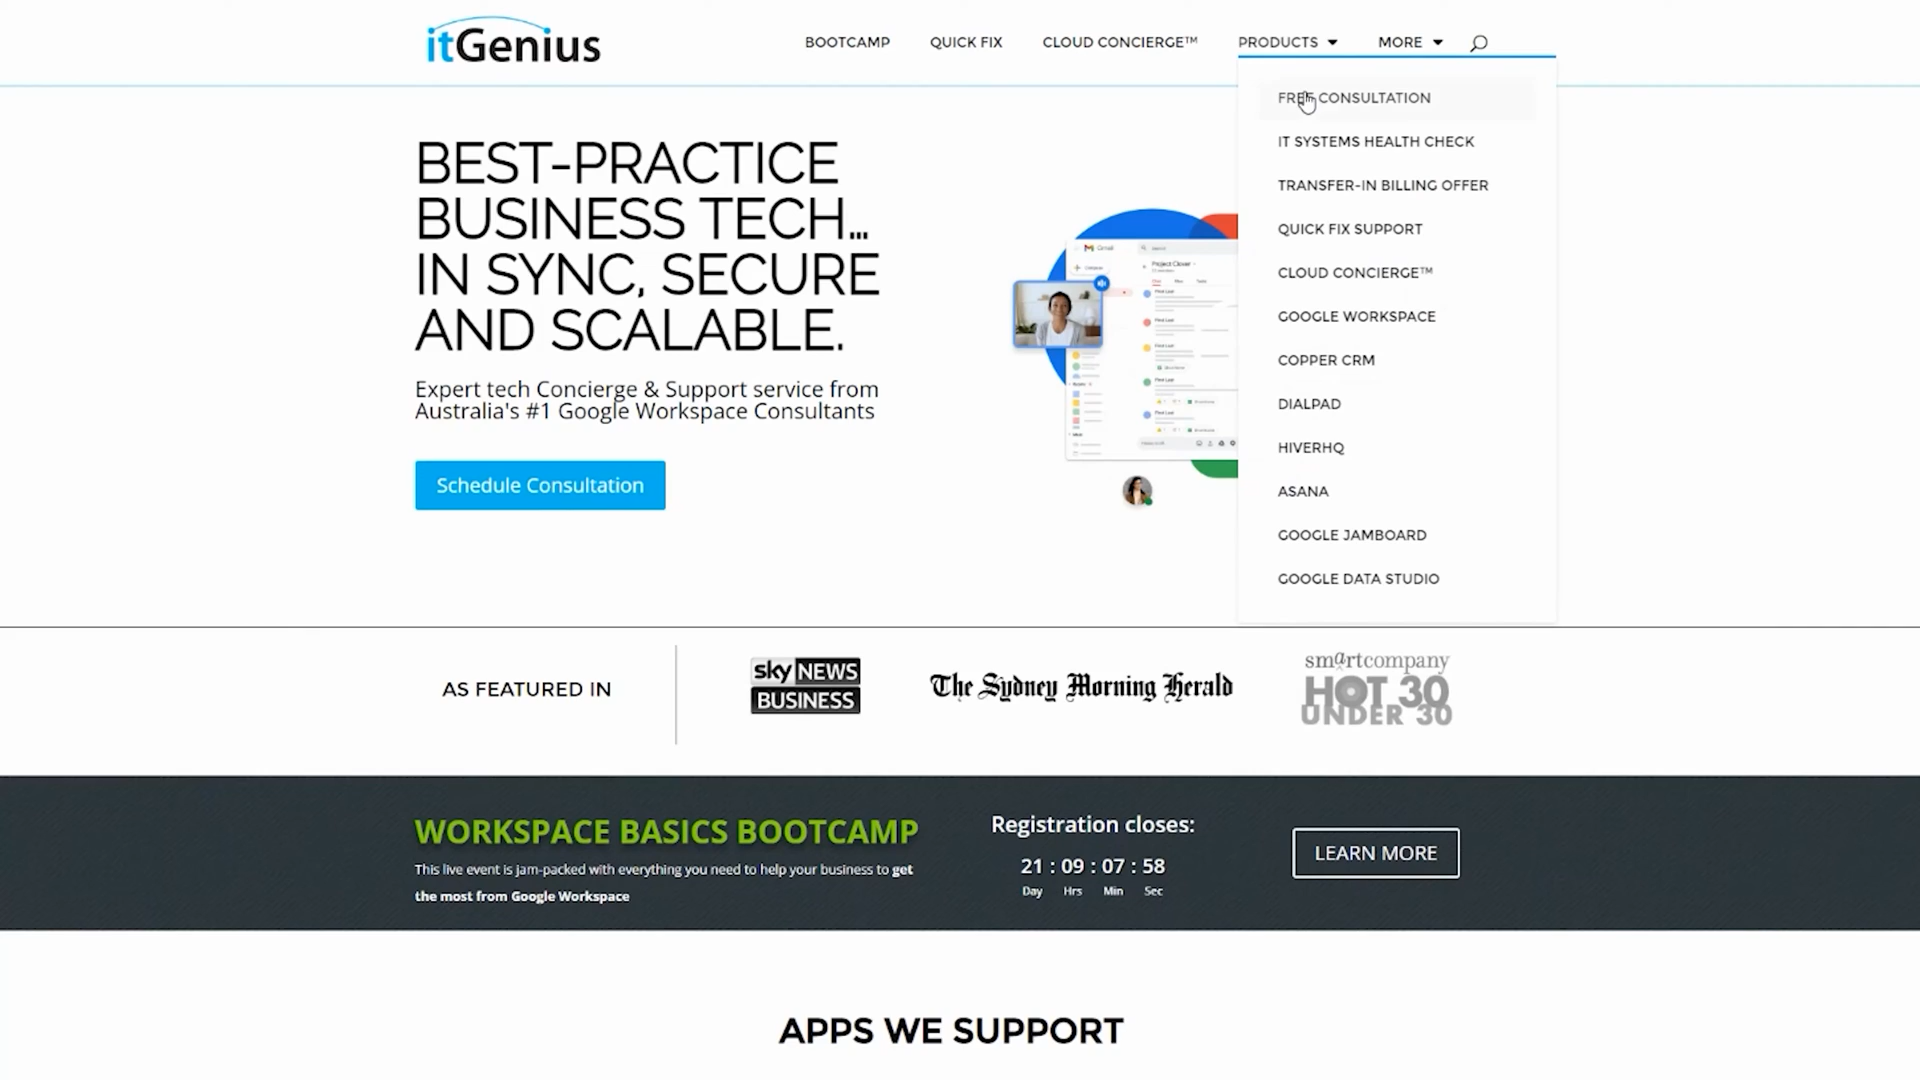 itGenius
BOOTCAMP
QUICK FIX
CLOUD CONCIERGE™
PRODUCTS
MORE
FREE CONSULTATION
IT SYSTEMS HEALTH CHECK
TRANSFER-IN BILLING OFFER
QUICK FIX SUPPORT
CLOUD CONCIERGE™
GOOGLE WORKSPACE
COPPER CRM
DIALPAD
HIVERHQ
ASANA
GOOGLE JAMBOARD
GOOGLE DATA STUDIO
BEST-PRACTICE
BUSINESS TECH...
IN SYNC, SECURE
AND SCALABLE.
Expert tech Concierge & Support service from
Australia's #1 Google Workspace Consultants
Schedule Consultation
Gmail
Project Clover
AS FEATURED IN
sky NEWS
BUSINESS
The Sydney Morning Herald
smartcompany
HOT 30
UNDER 30
WORKSPACE BASICS BOOTCAMP
This live event is jam-packed with everything you need to help your business to get
the most from Google Workspace
Registration closes:
21 : 09 : 07 : 58
Day Hrs Min Sec
LEARN MORE
APPS WE SUPPORT